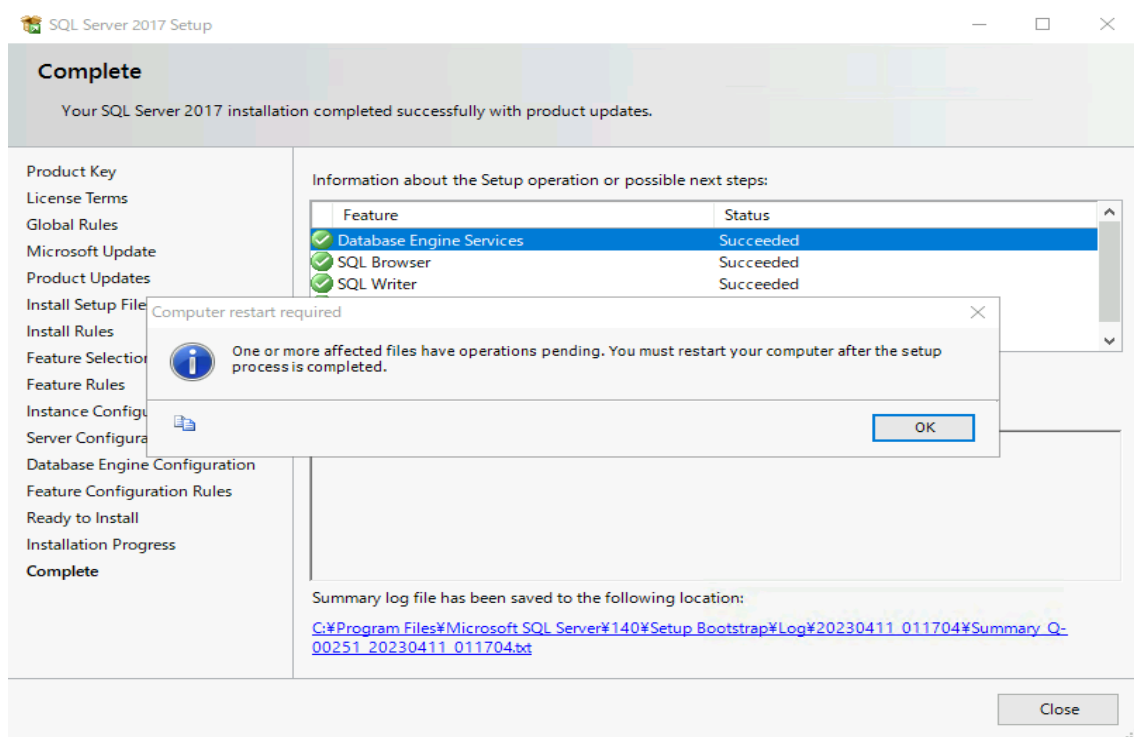 SQL Server 2017 Setup
Complete
Your SQL Server 2017 installation completed successfully with product updates.
Product Key
License Terms
Global Rules
Microsoft Update
Product Updates
Install Setup File
Install Rules
Feature Selection
Feature Rules
Instance Configu
Server Configura
Database Engine Configuration
Feature Configuration Rules
Ready to Install
Installation Progress
Complete
Information about the Setup operation or possible next steps:
Feature Status
Database Engine Services Succeeded
SQL Browser Succeeded
SQL Writer Succeeded
Computer restart required
One or more affected files have operations pending. You must restart your computer after the setup
process is completed.
OK
Summary log file has been saved to the following location:
C:¥Program Files¥Microsoft SQL Server¥140¥Setup Bootstrap¥Log¥20230411_011704¥Summary_Q-
00251_20230411_011704.txt
Close